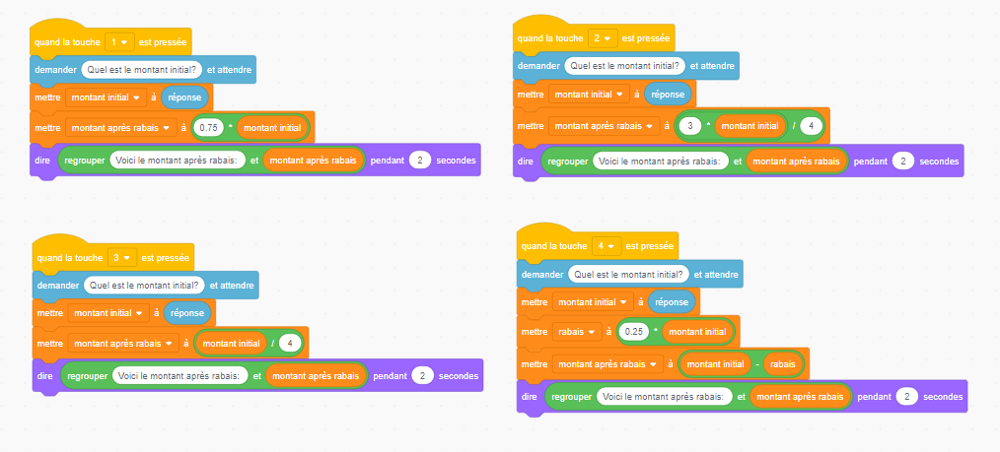 quand la touche 1 est pressée
demander Quel est le montant initial? et attendre
mettre montant initial à réponse
mettre montant après rabais à 0.75 * montant initial
dire regrouper Voici le montant après rabais: et montant après rabais pendant 2 secondes
quand la touche 2 est pressée
demander Quel est le montant initial? et attendre
mettre montant initial à réponse
mettre montant après rabais à 3 * montant initial / 4
dire regrouper Voici le montant après rabais: et montant après rabais pendant 2 secondes
quand la touche 3 est pressée
demander Quel est le montant initial? et attendre
mettre montant initial à réponse
mettre montant après rabais à montant initial / 4
dire regrouper Voici le montant après rabais: et montant après rabais pendant 2 secondes
quand la touche 4 est pressée
demander Quel est le montant initial? et attendre
mettre montant initial à réponse
mettre rabais à 0.25 * montant initial
mettre montant après rabais à montant initial - rabais
dire regrouper Voici le montant après rabais: et montant après rabais pendant 2 secondes